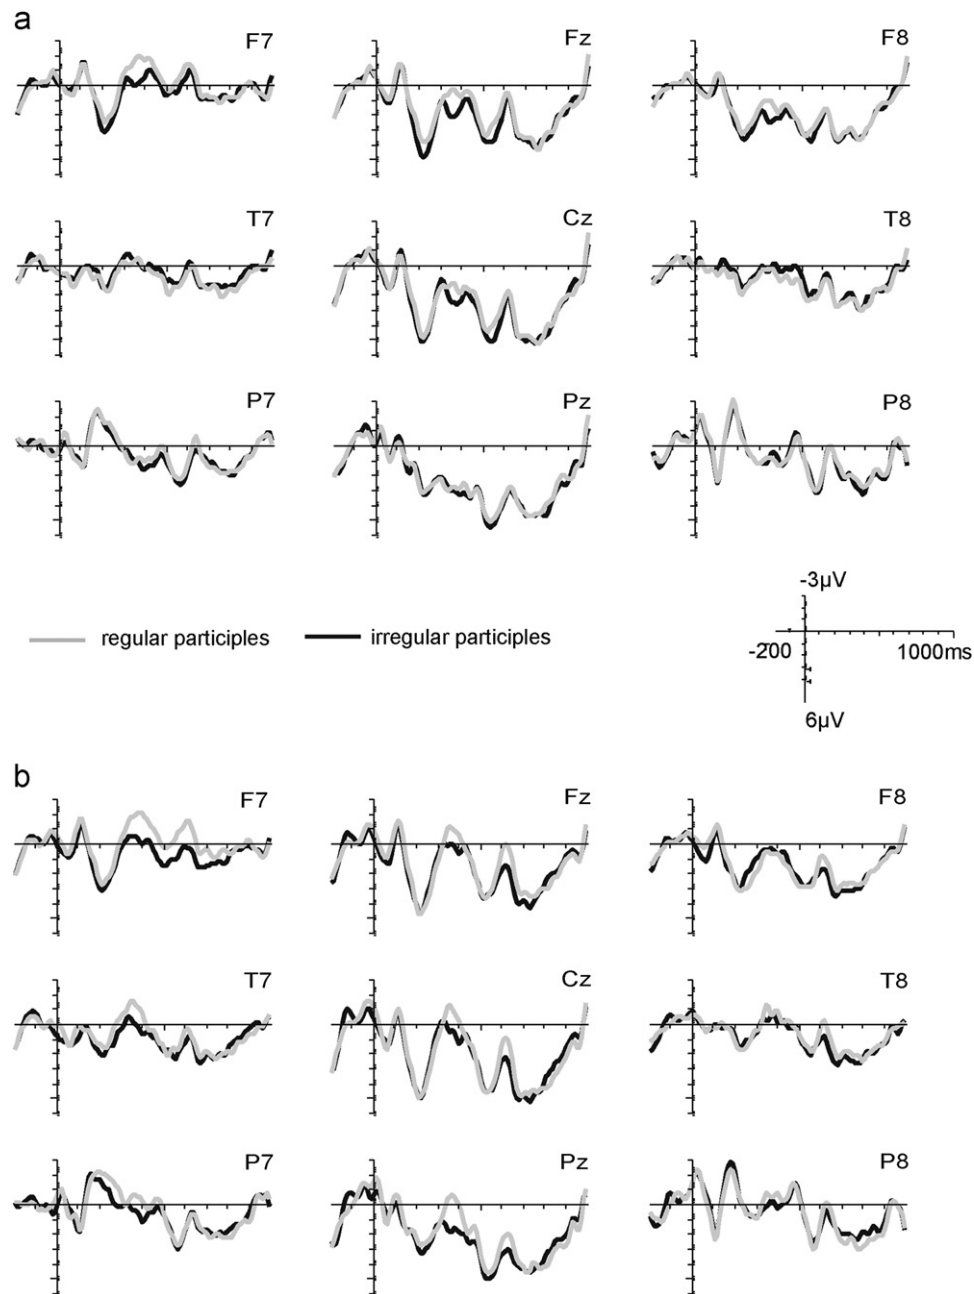 a
F7 Fz F8
T7 Cz T8
P7 Pz P8
-3µV
regular participles irregular participles
-200 1000ms
6µV
b
F7 Fz F8
T7 Cz T8
P7 Pz P8